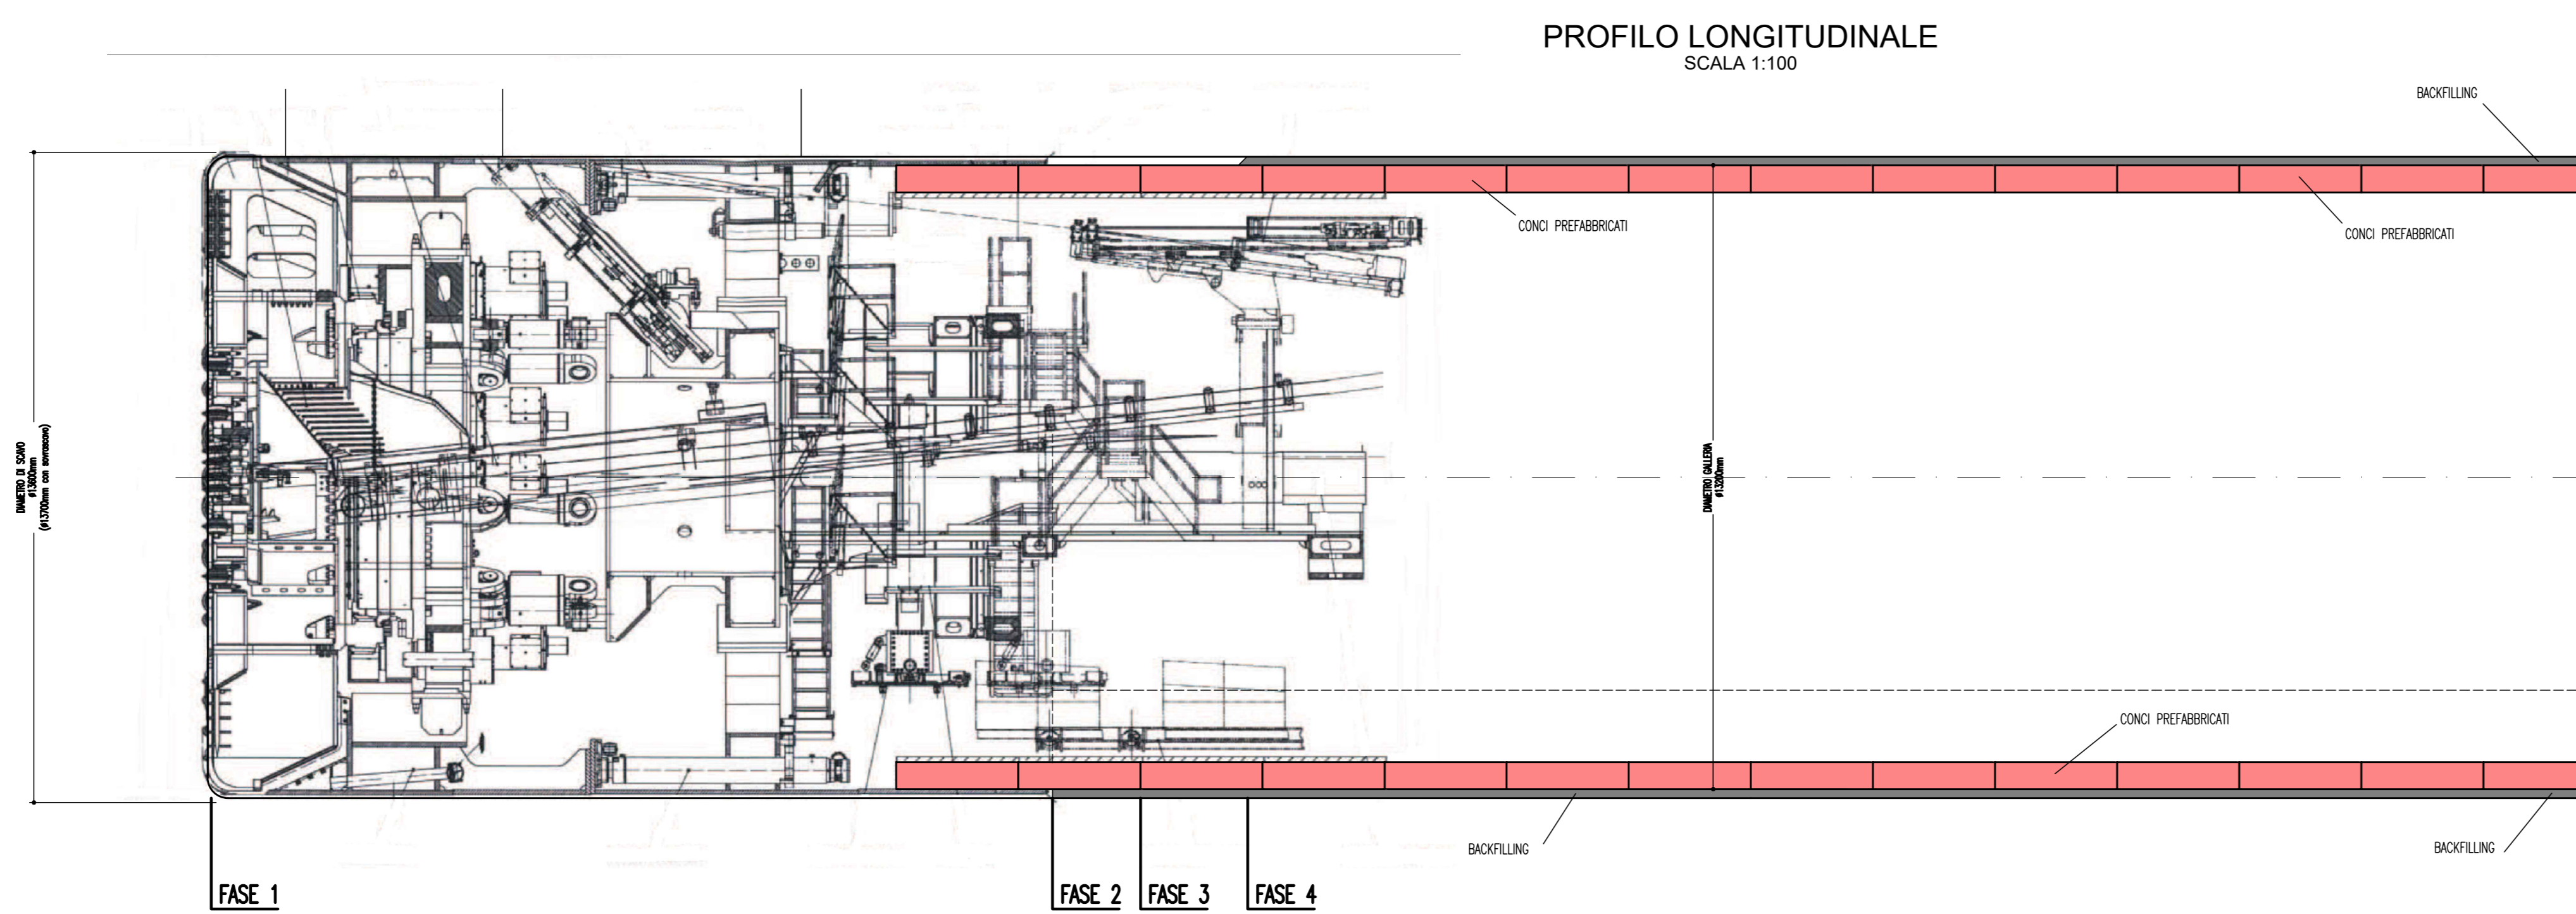 PROFILO LONGITUDINALE
SCALA 1:100
BACKFILLING
CONCI PREFABBRICATI
CONCI PREFABBRICATI
DIAMETRO DI SCAVO
ø13600mm
(ø13700mm con sovrascavo)
DIAMETRO GALLERIA
ø13200mm
CONCI PREFABBRICATI
BACKFILLING
BACKFILLING
FASE 1
FASE 2
FASE 3
FASE 4